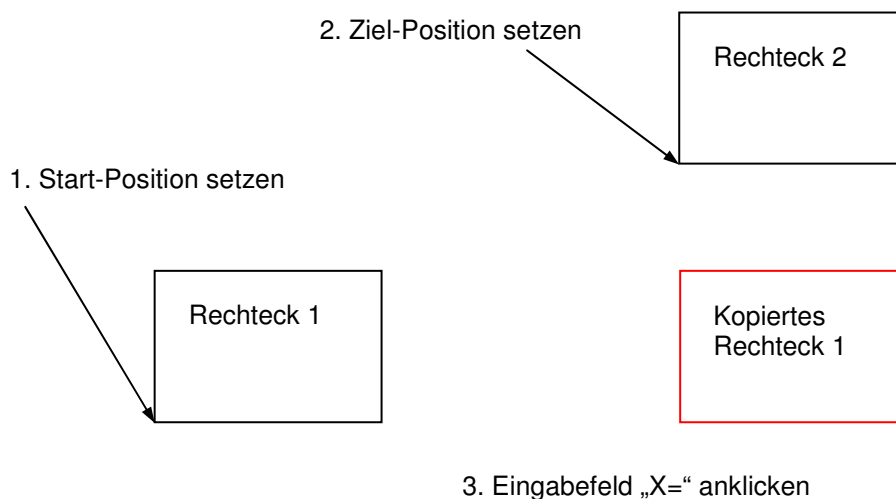 2. Ziel-Position setzen
Rechteck 2
1. Start-Position setzen
Rechteck 1
Kopiertes
Rechteck 1
3. Eingabefeld „X=“ anklicken